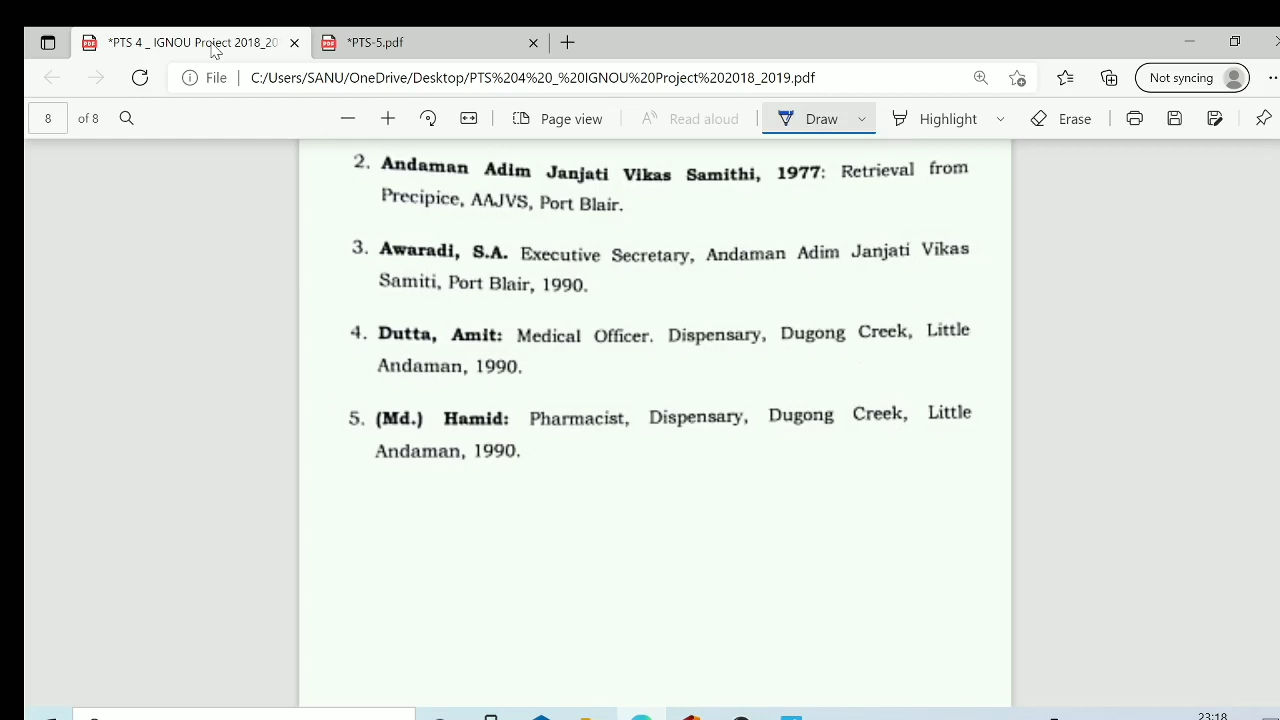 *PTS 4 _ IGNOU Project 2018_20
*PTS-5.pdf
File
C:/Users/SANU/OneDrive/Desktop/PTS%204%20_%20IGNOU%20Project%202018_2019.pdf
Not syncing
8 of 8
Page view
Read aloud
Draw
Highlight
Erase
2. Andaman Adim Janjati Vikas Samithi, 1977: Retrieval from
Precipice, AAJVS, Port Blair.
3. Awaradi, S.A. Executive Secretary, Andaman Adim Janjati Vikas
Samiti, Port Blair, 1990.
4. Dutta, Amit: Medical Officer. Dispensary, Dugong Creek, Little
Andaman, 1990.
5. (Md.) Hamid: Pharmacist, Dispensary, Dugong Creek, Little
Andaman, 1990.
23:18